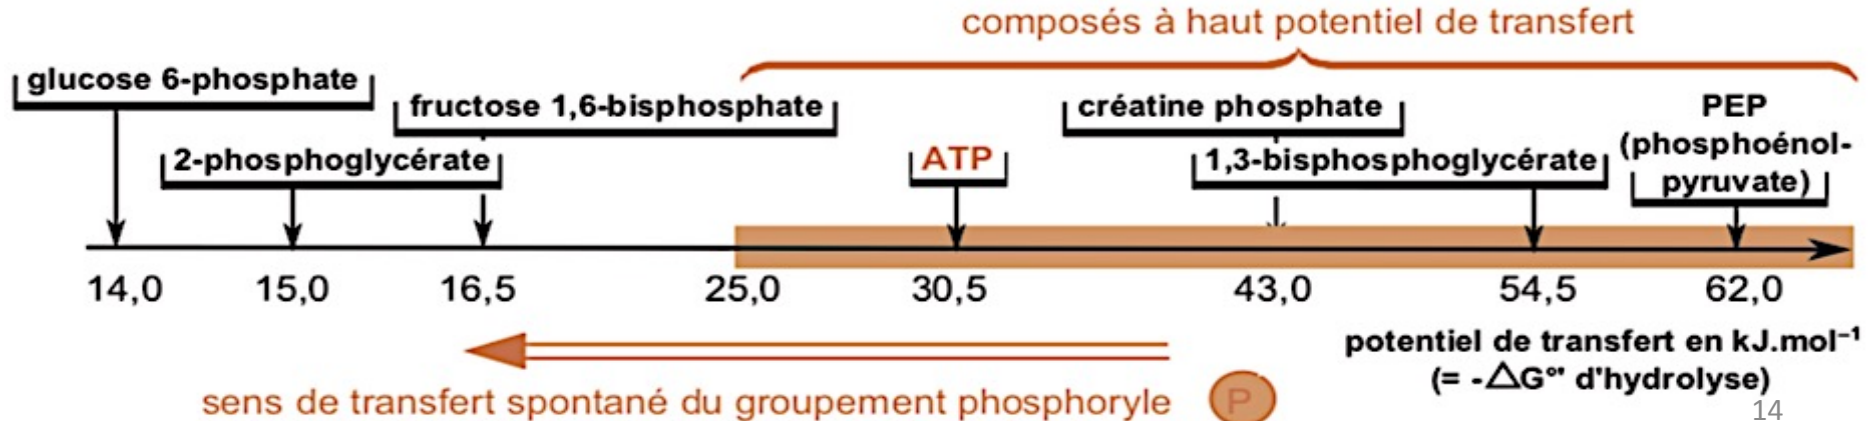 composés à haut potentiel de transfert
glucose 6-phosphate
fructose 1,6-bisphosphate
créatine phosphate
PEP
(phosphoénol-
pyruvate)
2-phosphoglycérate
ATP
1,3-bisphosphoglycérate
14,0 15,0 16,5 25,0 30,5 43,0 54,5 62,0
potentiel de transfert en kJ.mol⁻¹
(= -△G°' d'hydrolyse)
sens de transfert spontané du groupement phosphoryle P
14